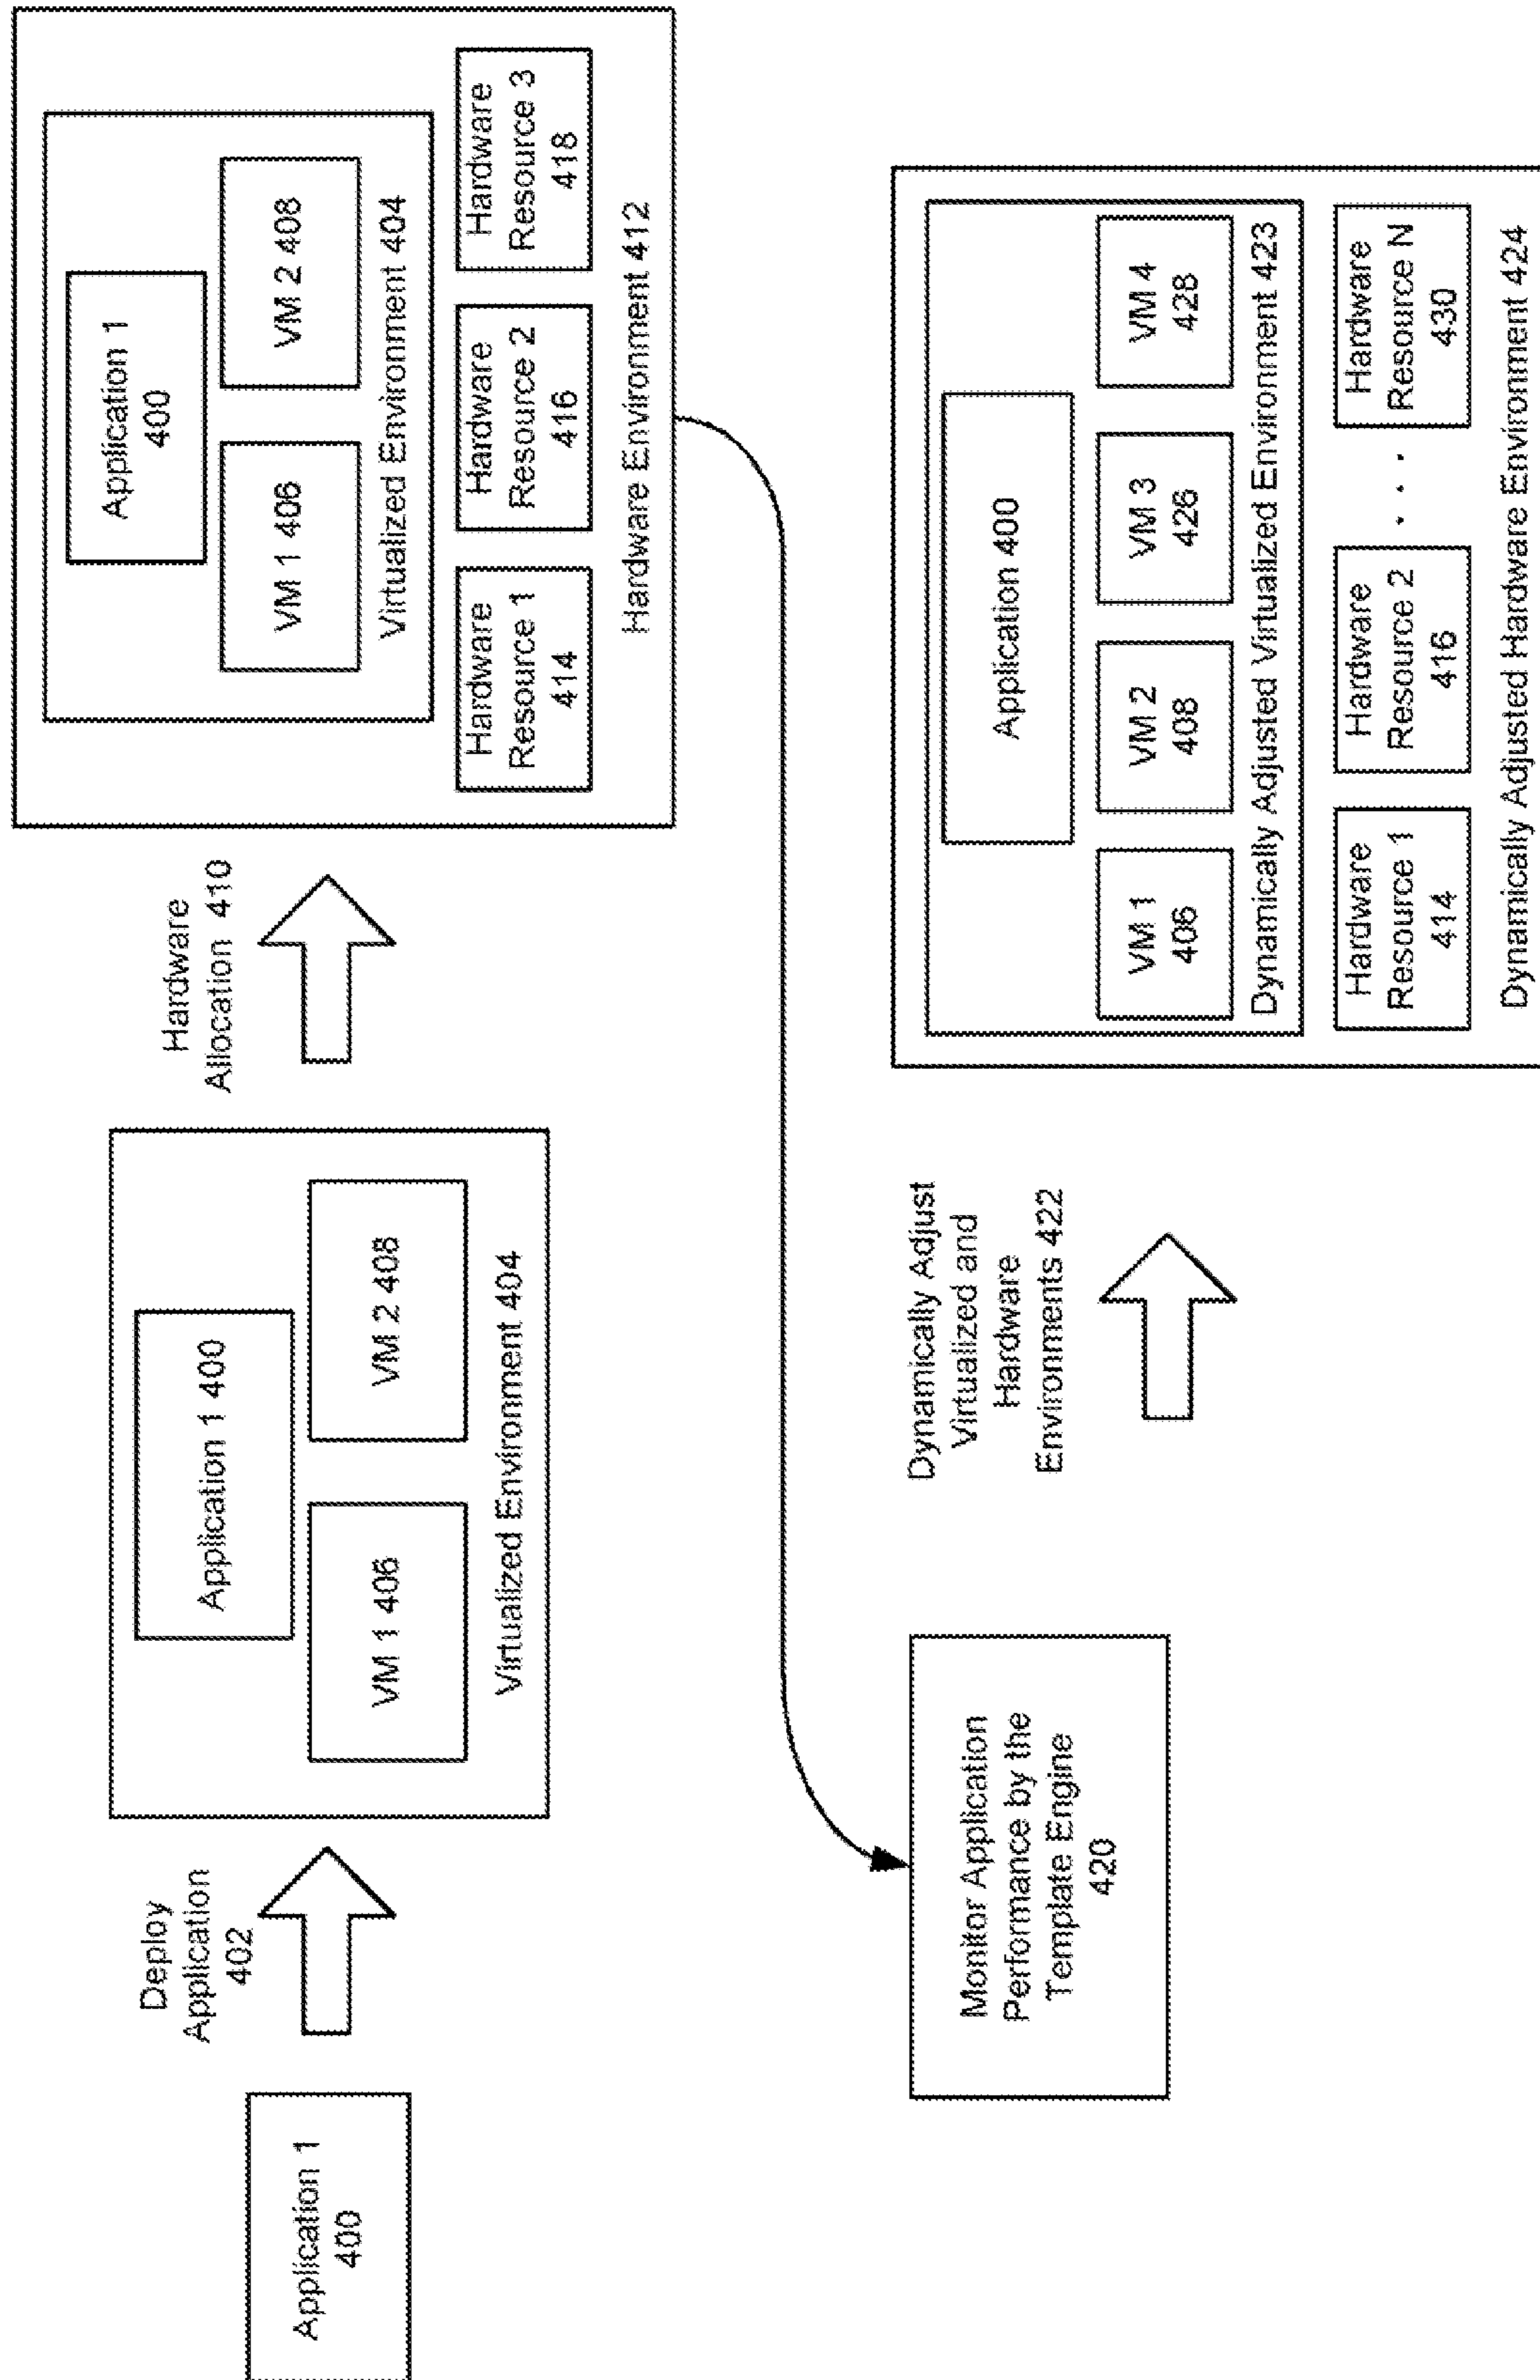 Application 1
400
Deploy
Application
402
Application 1 400
VM 1 406
VM 2 408
Virtualized Environment 404
Hardware
Allocation 410
Application 1
400
VM 1 406
VM 2 408
Virtualized Environment 404
Hardware
Resource 1
414
Hardware
Resource 2
416
Hardware
Resource 3
418
Hardware Environment 412
Monitor Application
Performance by the
Template Engine
420
Dynamically Adjust
Virtualized and
Hardware
Environments 422
Application 400
VM 1
406
VM 2
408
VM 3
426
VM 4
428
Dynamically Adjusted Virtualized Environment 423
Hardware
Resource 1
414
Hardware
Resource 2
416
. . .
Hardware
Resource N
430
Dynamically Adjusted Hardware Environment 424